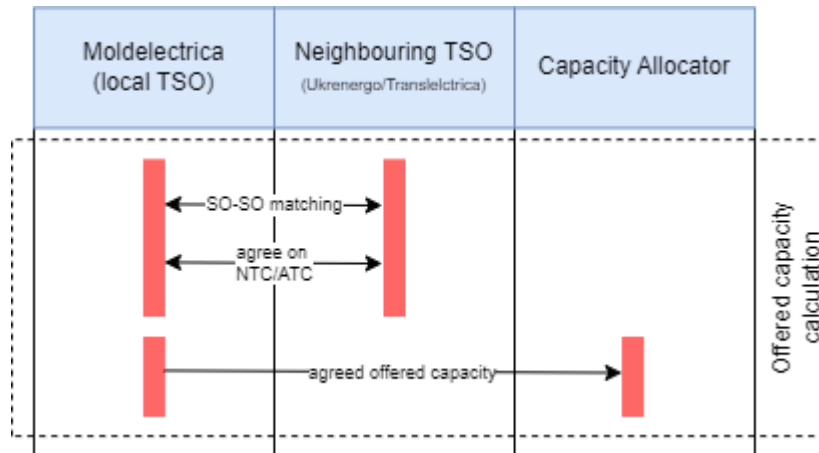 Moldelectrica
(local TSO)
Neighbouring TSO
(Ukrenergo/Translelctrica)
Capacity Allocator
SO-SO matching
agree on
NTC/ATC
agreed offered capacity
Offered capacity
calculation